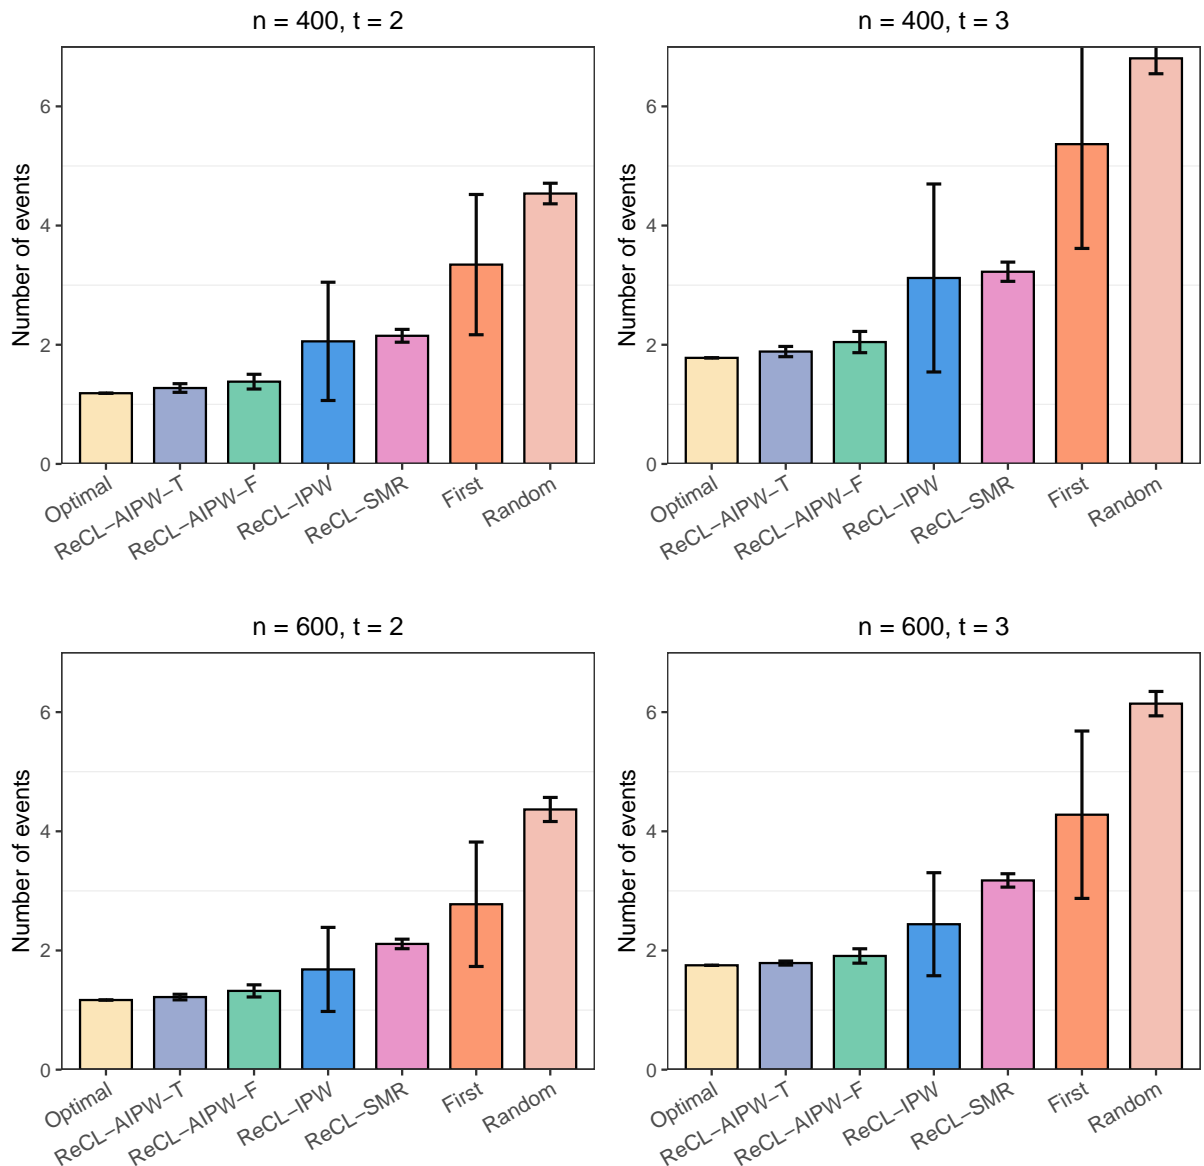 n = 400, t = 2
Number of events
6
4
2
0
Optimal
ReCL−AIPW−T
ReCL−AIPW−F
ReCL−IPW
ReCL−SMR
First
Random
n = 400, t = 3
Number of events
6
4
2
0
Optimal
ReCL−AIPW−T
ReCL−AIPW−F
ReCL−IPW
ReCL−SMR
First
Random
n = 600, t = 2
Number of events
6
4
2
0
Optimal
ReCL−AIPW−T
ReCL−AIPW−F
ReCL−IPW
ReCL−SMR
First
Random
n = 600, t = 3
Number of events
6
4
2
0
Optimal
ReCL−AIPW−T
ReCL−AIPW−F
ReCL−IPW
ReCL−SMR
First
Random